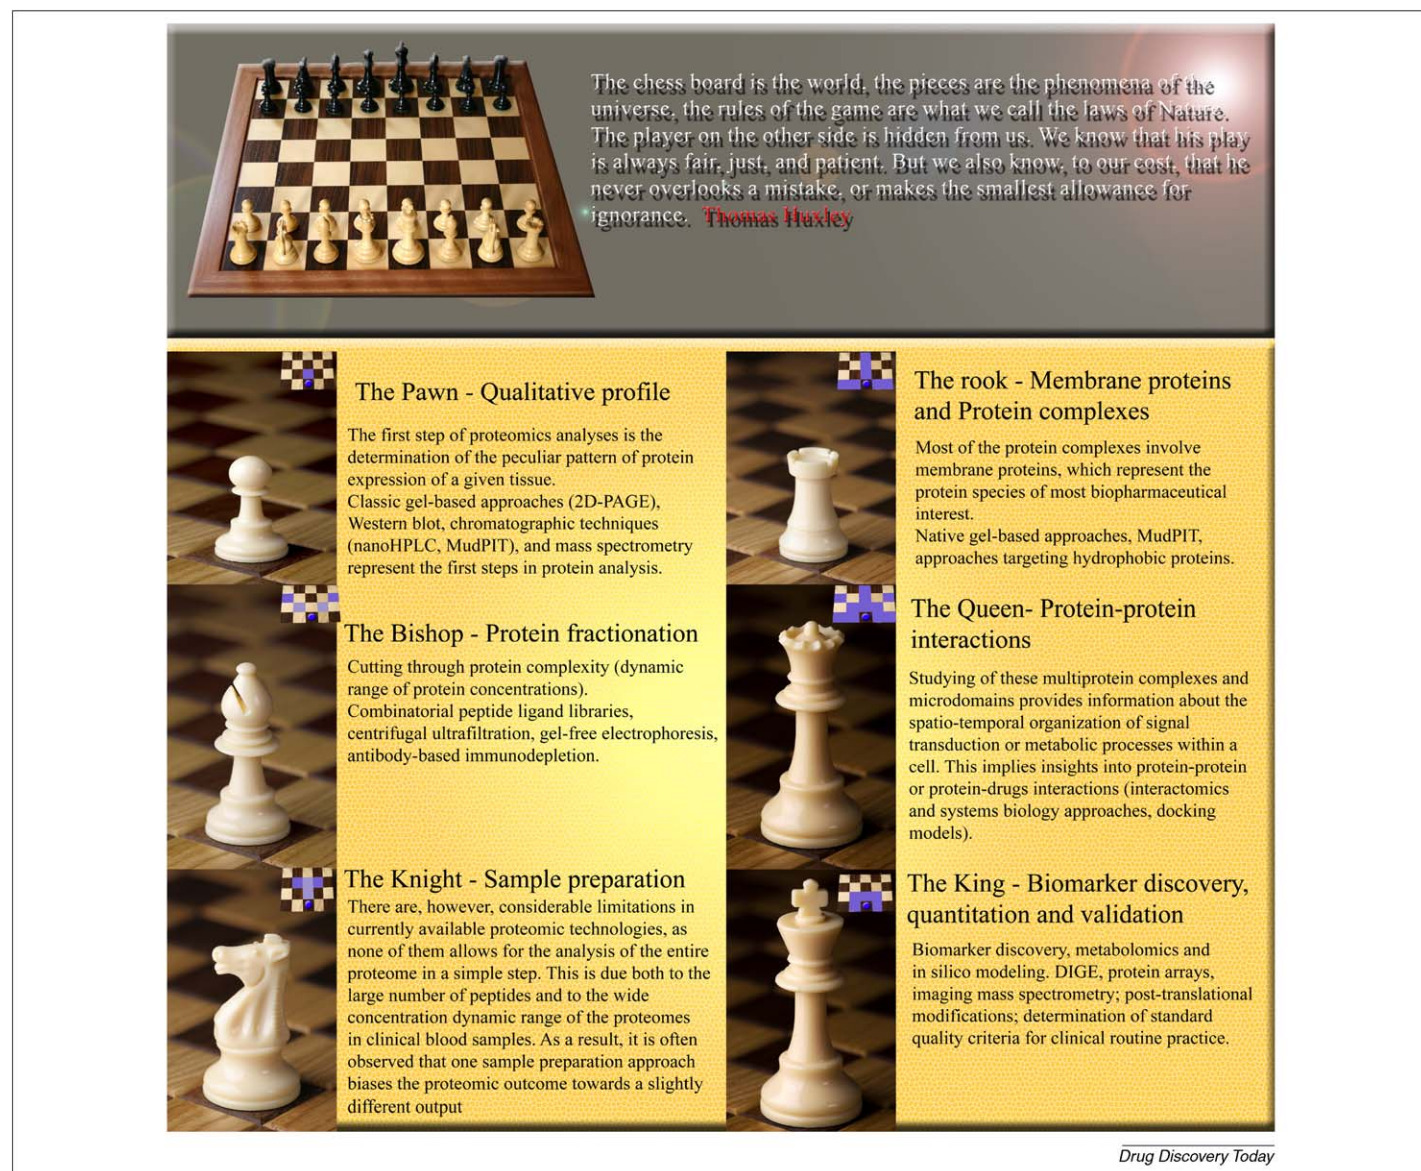 The chess board is the world, the pieces are the phenomena of the
universe, the rules of the game are what we call the laws of Nature.
The player on the other side is hidden from us. We know that his play
is always fair, just, and patient. But we also know, to our cost, that he
never overlooks a mistake, or makes the smallest allowance for
ignorance. Thomas Huxley
The Pawn - Qualitative profile
The first step of proteomics analyses is the
determination of the peculiar pattern of protein
expression of a given tissue.
Classic gel-based approaches (2D-PAGE),
Western blot, chromatographic techniques
(nanoHPLC, MudPIT), and mass spectrometry
represent the first steps in protein analysis.
The Bishop - Protein fractionation
Cutting through protein complexity (dynamic
range of protein concentrations).
Combinatorial peptide ligand libraries,
centrifugal ultrafiltration, gel-free electrophoresis,
antibody-based immunodepletion.
The Knight - Sample preparation
There are, however, considerable limitations in
currently available proteomic technologies, as
none of them allows for the analysis of the entire
proteome in a simple step. This is due both to the
large number of peptides and to the wide
concentration dynamic range of the proteomes
in clinical blood samples. As a result, it is often
observed that one sample preparation approach
biases the proteomic outcome towards a slightly
different output
The rook - Membrane proteins
and Protein complexes
Most of the protein complexes involve
membrane proteins, which represent the
protein species of most biopharmaceutical
interest.
Native gel-based approaches, MudPIT,
approaches targeting hydrophobic proteins.
The Queen- Protein-protein
interactions
Studying of these multiprotein complexes and
microdomains provides information about the
spatio-temporal organization of signal
transduction or metabolic processes within a
cell. This implies insights into protein-protein
or protein-drugs interactions (interactomics
and systems biology approaches, docking
models).
The King - Biomarker discovery,
quantitation and validation
Biomarker discovery, metabolomics and
in silico modeling. DIGE, protein arrays,
imaging mass spectrometry; post-translational
modifications; determination of standard
quality criteria for clinical routine practice.
Drug Discovery Today